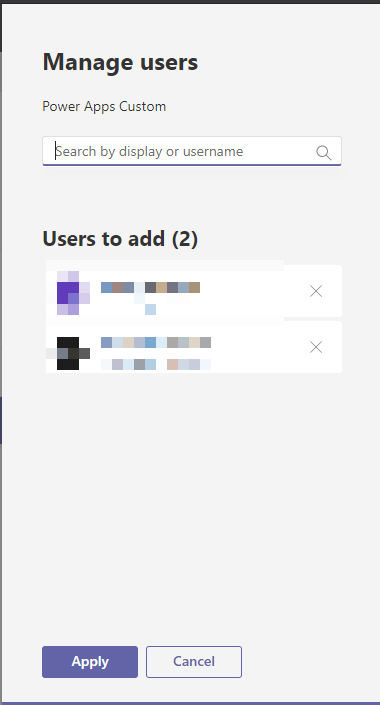 Manage users
Power Apps Custom
Search by display or username
Users to add (2)
Apply
Cancel